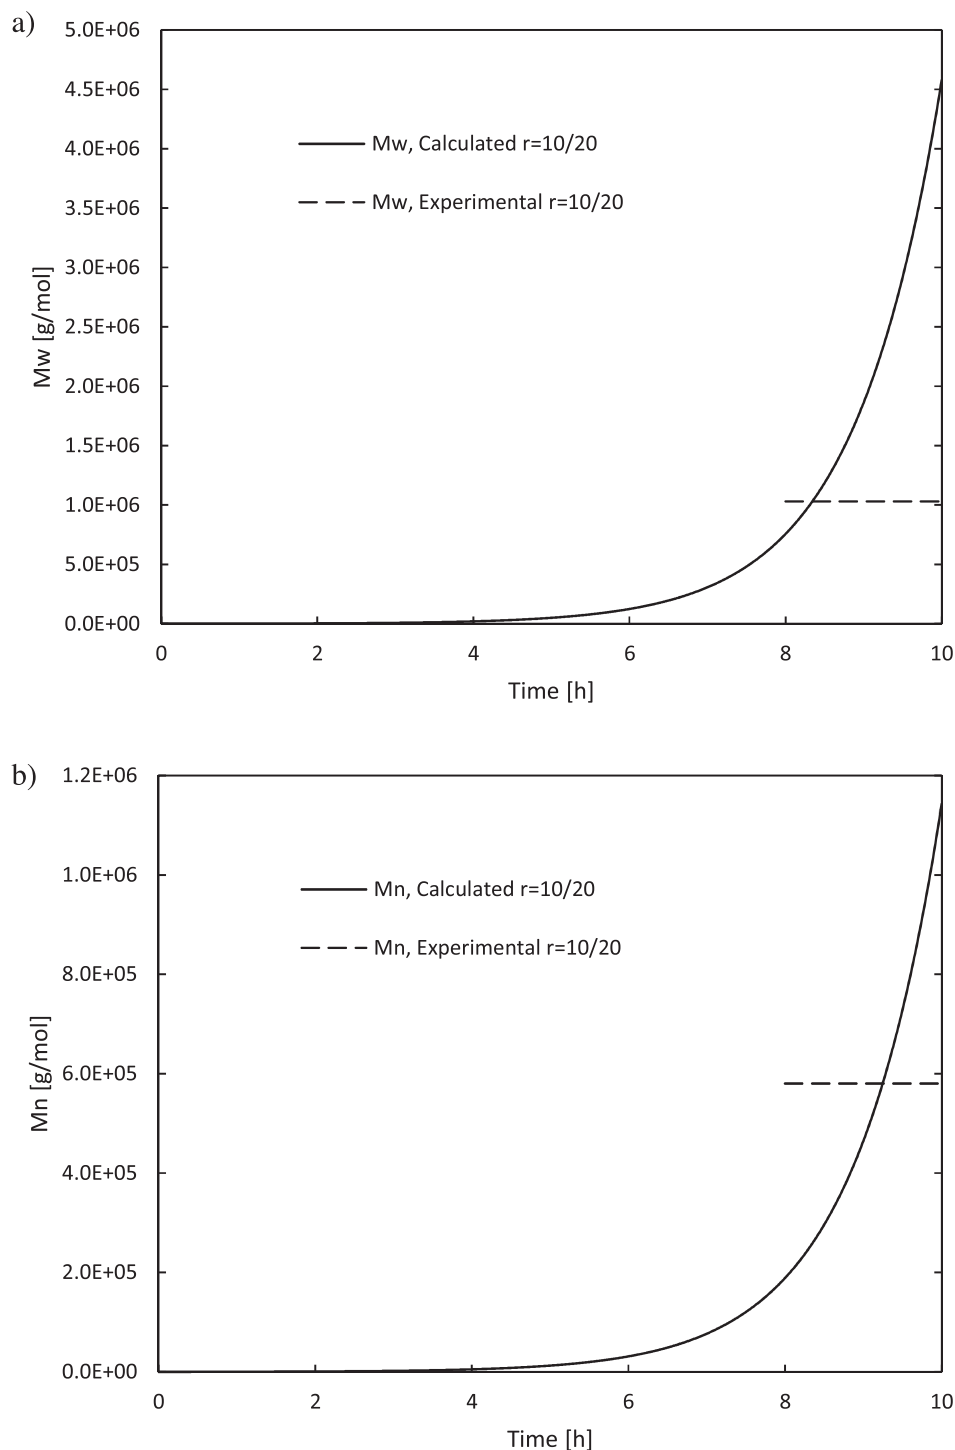 a)
5.0E+06
4.5E+06
4.0E+06
3.5E+06
3.0E+06
2.5E+06
2.0E+06
1.5E+06
1.0E+06
5.0E+05
0.0E+00
Mw [g/mol]
Mw, Calculated r=10/20
Mw, Experimental r=10/20
0 2 4 6 8 10
Time [h]
b)
1.2E+06
1.0E+06
8.0E+05
6.0E+05
4.0E+05
2.0E+05
0.0E+00
Mn [g/mol]
Mn, Calculated r=10/20
Mn, Experimental r=10/20
0 2 4 6 8 10
Time [h]